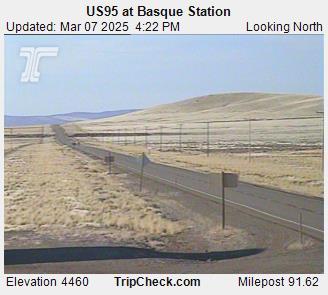 US95 at Basque Station
Updated: Mar 07 2025 4:22 PM Looking North
Elevation 4460 TripCheck.com Milepost 91.62